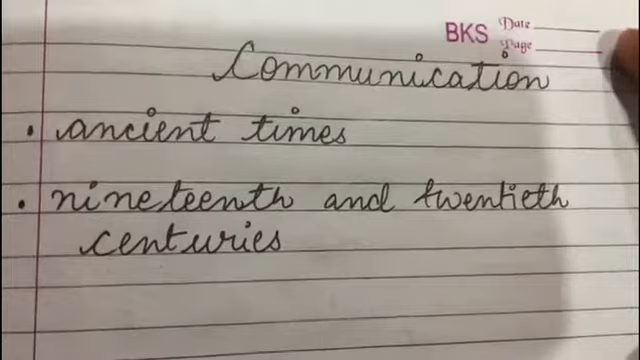 BKS Date
Page
Communication
• ancient times
• nineteenth and twentieth
centuries